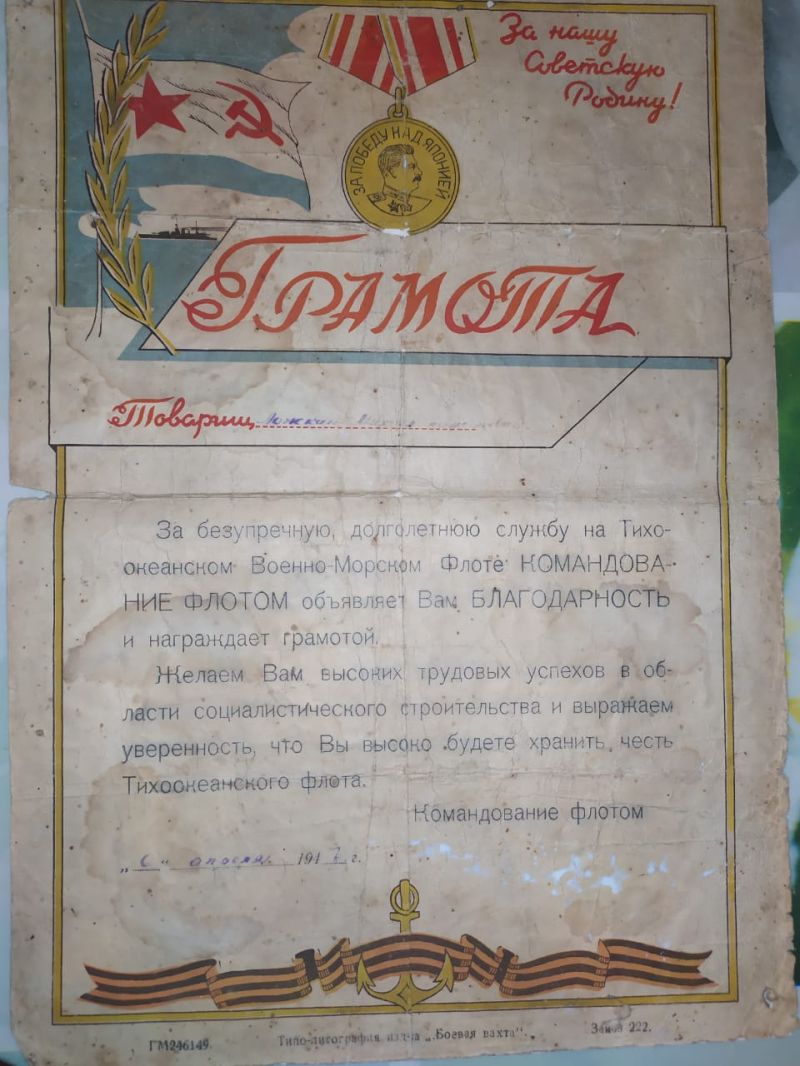 За нашу
Советскую
Родину!
ЗА ПОБЕДУ НАД ЯПОНИЕЙ
ГРАМОТА
Товарищ
За безупречную, долголетнюю службу на Тихо-
океанском Военно-Морском Флоте КОМАНДОВА-
НИЕ ФЛОТОМ объявляет Вам БЛАГОДАРНОСТЬ
и награждает грамотой.
Желаем Вам высоких трудовых успехов в об-
ласти социалистического строительства и выражаем
уверенность, что Вы высоко будете хранить честь
Тихоокеанского флота.
Командование флотом
апреля 1947 г.
ГМ246149. Типо-литография изд-ва „Боевая вахта". Заказ 222.